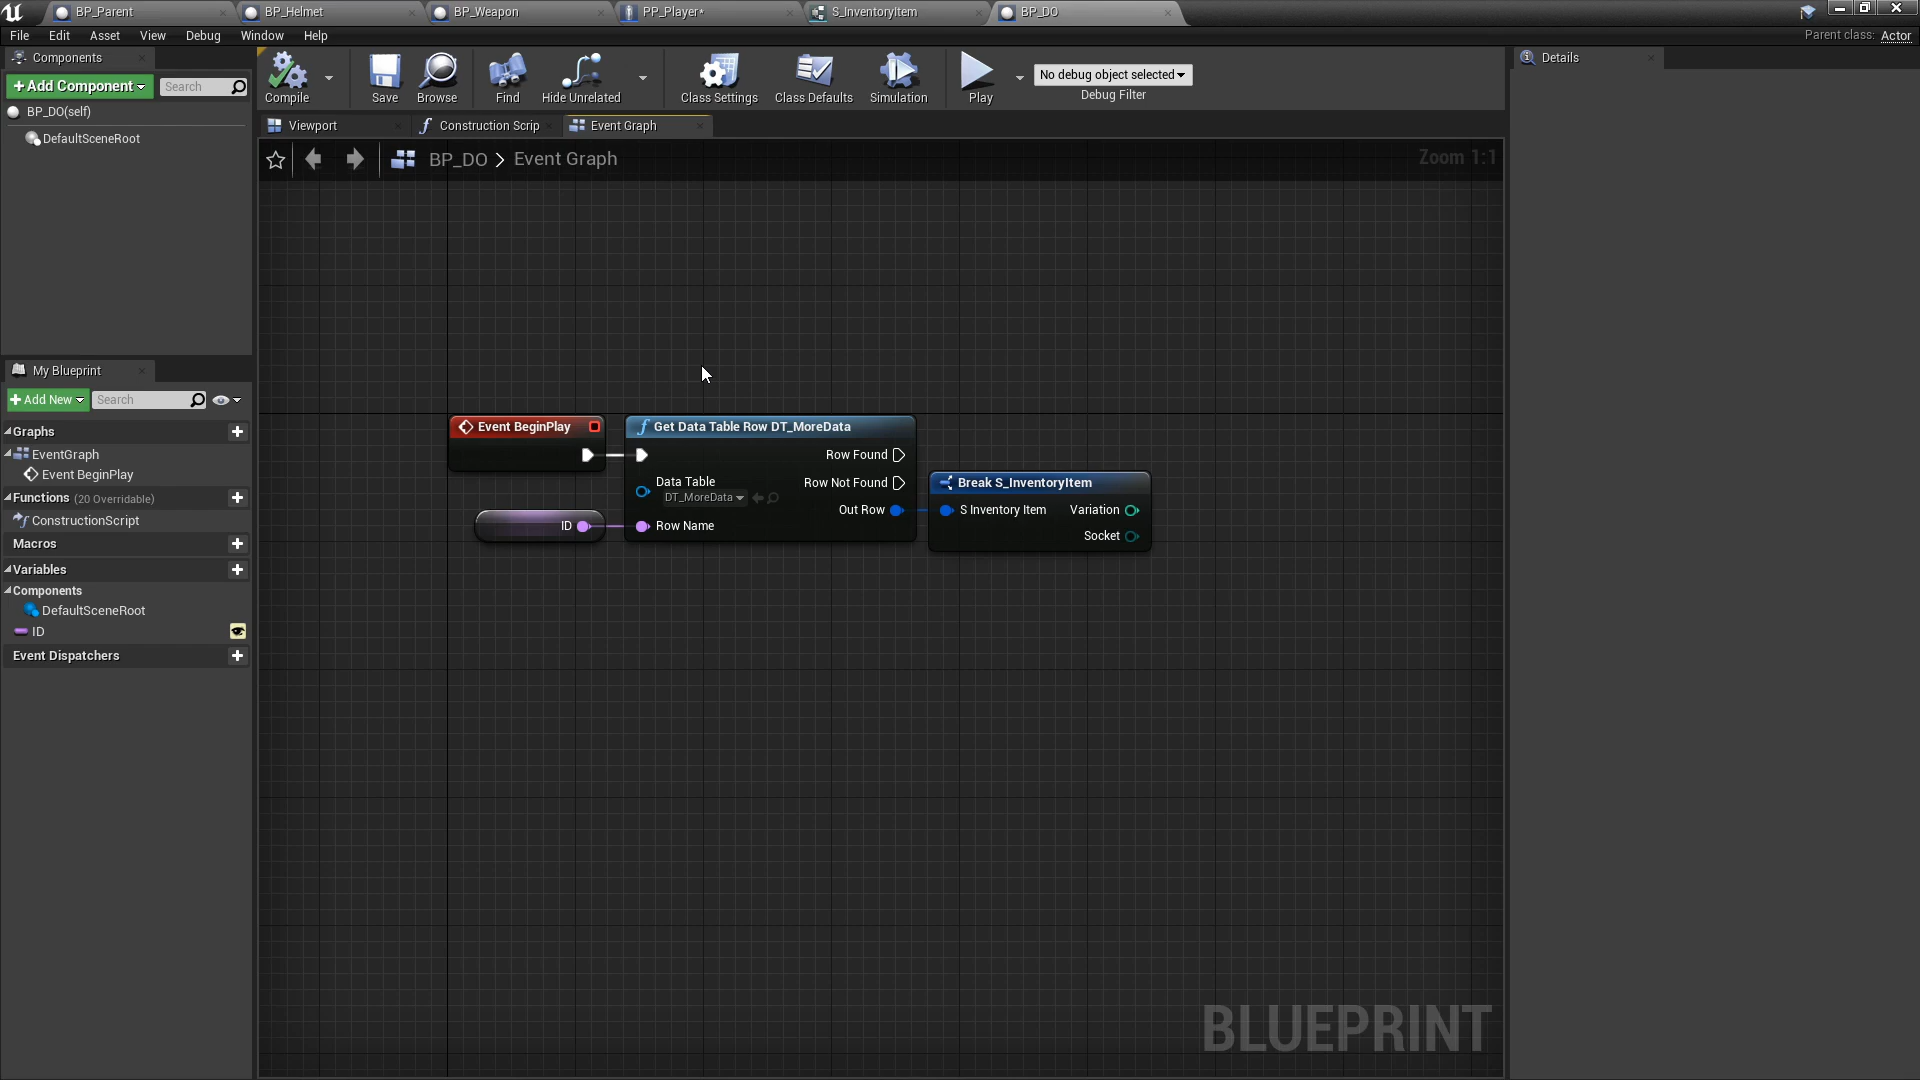 BP_Parent
BP_Helmet
BP_Weapon
PP_Player*
S_InventoryItem
BP_DO
File Edit Asset View Debug Window Help
Parent class: Actor
Components
Add Component
Search
BP_DO(self)
DefaultSceneRoot
Compile
Save
Browse
Find
Hide Unrelated
Class Settings
Class Defaults
Simulation
Play
No debug object selected
Debug Filter
Details
Viewport
Construction Scrip
Event Graph
BP_DO > Event Graph
Zoom 1:1
My Blueprint
Add New
Search
Graphs
EventGraph
Event BeginPlay
Functions (20 Overridable)
ConstructionScript
Macros
Variables
Components
DefaultSceneRoot
ID
Event Dispatchers
Event BeginPlay
ID
Get Data Table Row DT_MoreData
Row Found
Data Table
DT_MoreData
Row Not Found
Out Row
Row Name
Break S_InventoryItem
S Inventory Item
Variation
Socket
BLUEPRINT